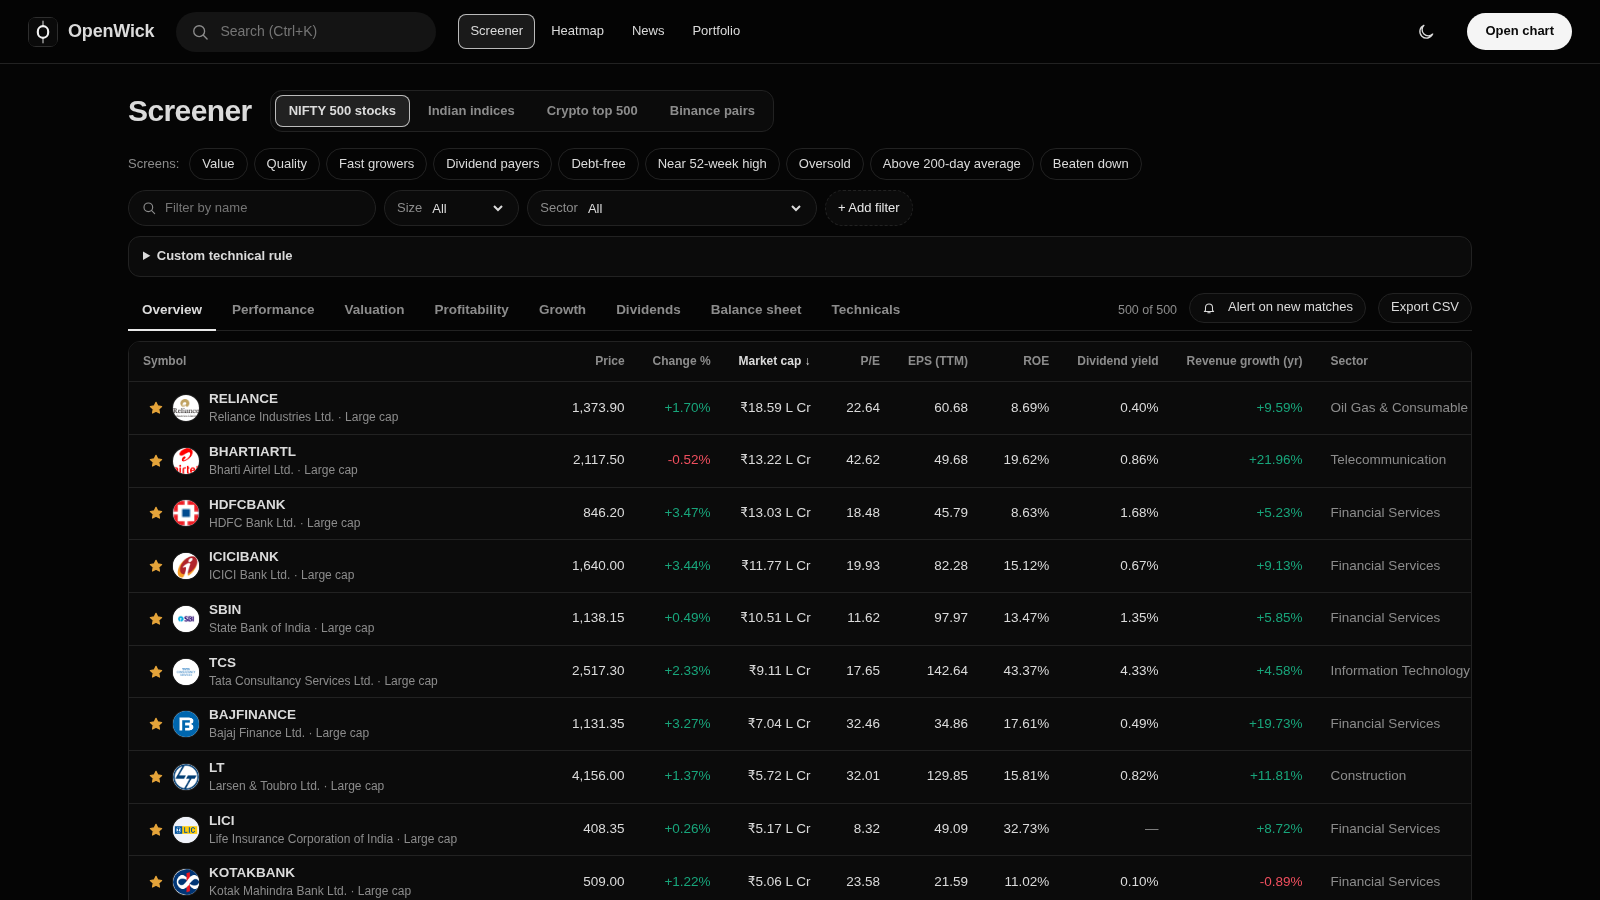 OpenWick
Search (Ctrl+K)
Screener
Heatmap
News
Portfolio
Open chart
Screener
NIFTY 500 stocks
Indian indices
Crypto top 500
Binance pairs
Screens: Value Quality Fast growers Dividend payers Debt-free Near 52-week high Oversold Above 200-day average Beaten down
Filter by name
Size All
Sector All
+ Add filter
Custom technical rule
Overview Performance Valuation Profitability Growth Dividends Balance sheet Technicals
500 of 500
Alert on new matches
Export CSV
Symbol Price Change % Market cap ↓ P/E EPS (TTM) ROE Dividend yield Revenue growth (yr) Sector
RELIANCE
Reliance Industries Ltd. · Large cap
1,373.90 +1.70% ₹18.59 L Cr 22.64 60.68 8.69% 0.40% +9.59% Oil Gas & Consumable
BHARTIARTL
Bharti Airtel Ltd. · Large cap
2,117.50 -0.52% ₹13.22 L Cr 42.62 49.68 19.62% 0.86% +21.96% Telecommunication
HDFCBANK
HDFC Bank Ltd. · Large cap
846.20 +3.47% ₹13.03 L Cr 18.48 45.79 8.63% 1.68% +5.23% Financial Services
ICICIBANK
ICICI Bank Ltd. · Large cap
1,640.00 +3.44% ₹11.77 L Cr 19.93 82.28 15.12% 0.67% +9.13% Financial Services
SBIN
State Bank of India · Large cap
1,138.15 +0.49% ₹10.51 L Cr 11.62 97.97 13.47% 1.35% +5.85% Financial Services
TCS
Tata Consultancy Services Ltd. · Large cap
2,517.30 +2.33% ₹9.11 L Cr 17.65 142.64 43.37% 4.33% +4.58% Information Technology
BAJFINANCE
Bajaj Finance Ltd. · Large cap
1,131.35 +3.27% ₹7.04 L Cr 32.46 34.86 17.61% 0.49% +19.73% Financial Services
LT
Larsen & Toubro Ltd. · Large cap
4,156.00 +1.37% ₹5.72 L Cr 32.01 129.85 15.81% 0.82% +11.81% Construction
LICI
Life Insurance Corporation of India · Large cap
408.35 +0.26% ₹5.17 L Cr 8.32 49.09 32.73% — +8.72% Financial Services
KOTAKBANK
Kotak Mahindra Bank Ltd. · Large cap
509.00 +1.22% ₹5.06 L Cr 23.58 21.59 11.02% 0.10% -0.89% Financial Services